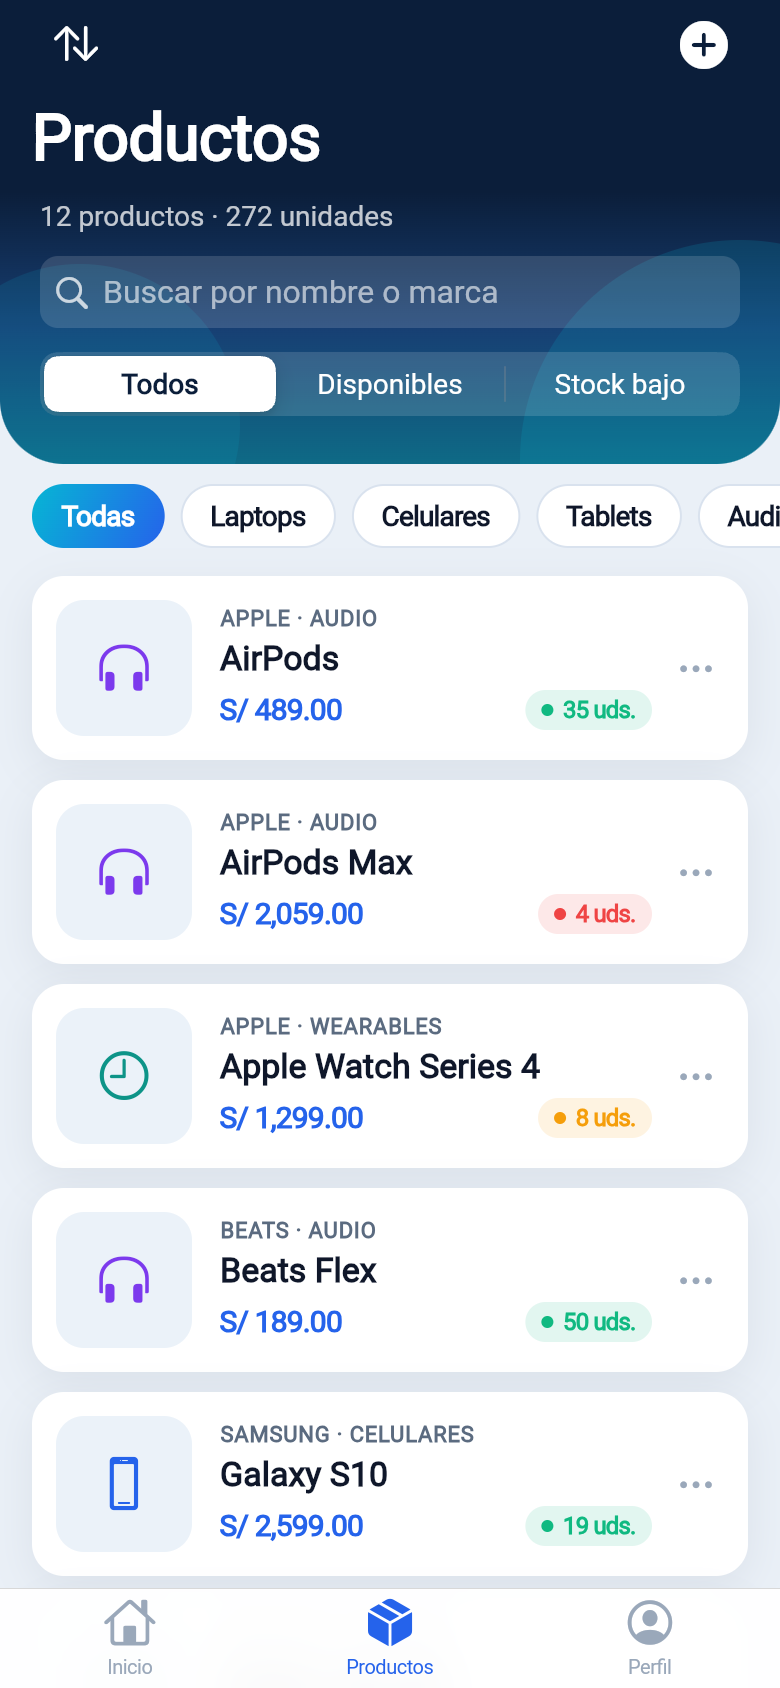 Productos
12 productos · 272 unidades
Buscar por nombre o marca
Todos Disponibles Stock bajo
Todas Laptops Celulares Tablets Audi
APPLE · AUDIO
AirPods
S/ 489.00 35 uds.
APPLE · AUDIO
AirPods Max
S/ 2,059.00 4 uds.
APPLE · WEARABLES
Apple Watch Series 4
S/ 1,299.00 8 uds.
BEATS · AUDIO
Beats Flex
S/ 189.00 50 uds.
SAMSUNG · CELULARES
Galaxy S10
S/ 2,599.00 19 uds.
Inicio Productos Perfil